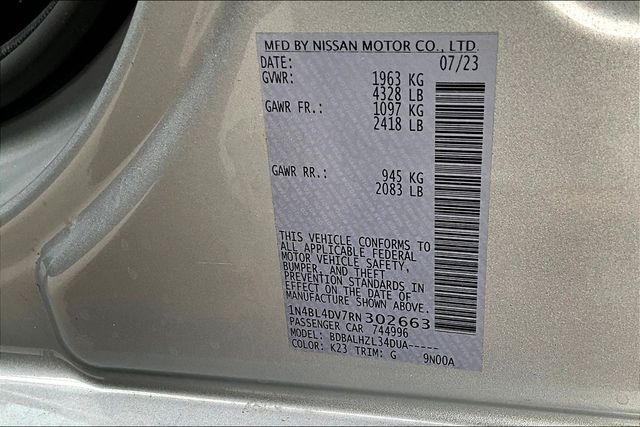 MFD BY NISSAN MOTOR CO., LTD.
DATE: 07/23
GVWR: 1963 KG
4328 LB
GAWR FR.: 1097 KG
2418 LB
GAWR RR.: 945 KG
2083 LB
THIS VEHICLE CONFORMS TO
ALL APPLICABLE FEDERAL
MOTOR VEHICLE SAFETY,
BUMPER, AND THEFT
PREVENTION STANDARDS IN
EFFECT ON THE DATE OF
MANUFACTURE SHOWN ABOVE.
1N4BL4DV7RN302663
PASSENGER CAR 744996
MODEL: BDBALHZL34DUA-----
COLOR: K23 TRIM: G 9N00A